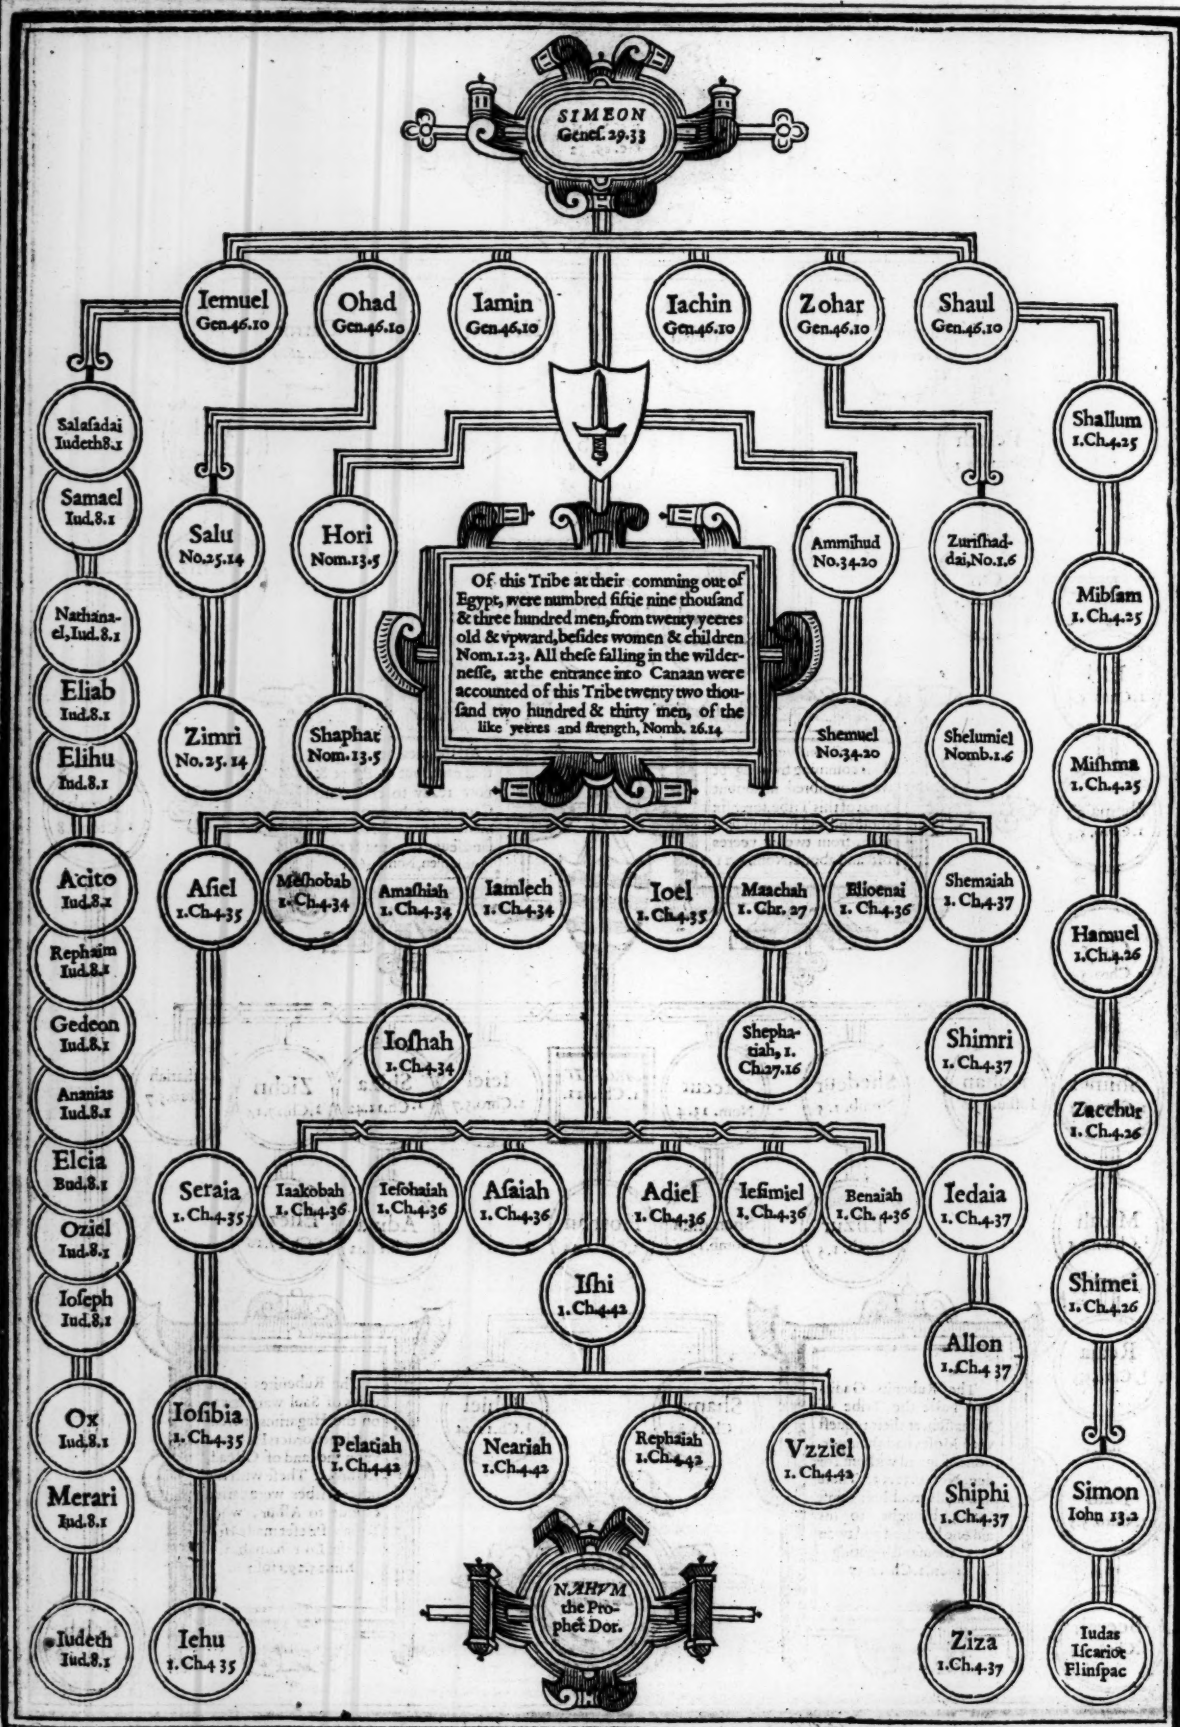 SIMEON
Geneſ. 29.33
Iemuel
Gen.46.10
Ohad
Gen.46.10
Iamin
Gen.46.10
Iachin
Gen.46.10
Zohar
Gen.46.10
Shaul
Gen.46.10
Salaſadai
Iudeth8.1
Samael
Iud.8.1
Nathana-
el,Iud.8.1
Eliab
Iud.8.1
Elihu
Iud.8.1
Acito
Iud.8.1
Rephaim
Iud.8.1
Gedeon
Iud.8.1
Ananias
Iud.8.1
Elcia
Bud.8.1
Oziel
Iud.8.1
Ioſeph
Iud.8.1
Ox
Iud.8.1
Merari
Iud.8.1
Iudeth
Iud.8.1
Salu
No.25.14
Zimri
No.25.14
Hori
Nom.13.5
Shaphat
Nom.13.5
Of this Tribe at their comming out of
Egypt, were numbred fiftie nine thouſand
& three hundred men,from twenty yeeres
old & vpward,beſides women & children
Nom.1.23. All theſe falling in the wilder-
neſſe, at the entrance into Canaan were
accounted of this Tribe twenty two thou-
ſand two hundred & thirty men, of the
like yeeres and ſtrength, Nomb. 26.14
Ammihud
No.34.20
Shemuel
No.34.20
Zuriſhad-
dai,No.1.6
Shelumiel
Nomb.1.6
Shallum
1.Ch.4.25
Mibſam
1.Ch.4.25
Miſhma
1.Ch.4.25
Hamuel
1.Ch.4.26
Zacchur
1.Ch.4.26
Shimei
1.Ch.4.26
Simon
Iohn 13.2
Iudas
Iſcariot
Flinſpac
Aſiel
1.Ch.4.35
Meſhobab
1.Ch.4.34
Amaſhiah
1.Ch.4.34
Iamlech
1.Ch.4.34
Ioel
1.Ch.4.35
Maachah
1.Chr.27
Elioenai
1.Ch.4.36
Shemaiah
1.Ch.4.37
Ioſhah
1.Ch.4.34
Shepha-
tiah, 1.
Ch.27.16
Shimri
1.Ch.4.37
Seraia
1.Ch.4.35
Iaakobah
1.Ch.4.36
Ieſohaiah
1.Ch.4.36
Aſaiah
1.Ch.4.36
Adiel
1.Ch.4.36
Ieſimiel
1.Ch.4.36
Benaiah
1.Ch.4.36
Iedaia
1.Ch.4.37
Iſhi
1.Ch.4.42
Allon
1.Ch.4 37
Ioſibia
1.Ch.4.35
Pelatiah
1.Ch.4.42
Neariah
1.Ch.4.42
Rephaiah
1.Ch.4.42
Vzziel
1.Ch.4.42
Shiphi
1.Ch.4.37
Iehu
1.Ch.4 35
NAHVM
the Pro-
phet Dor.
Ziza
1.Ch.4.37